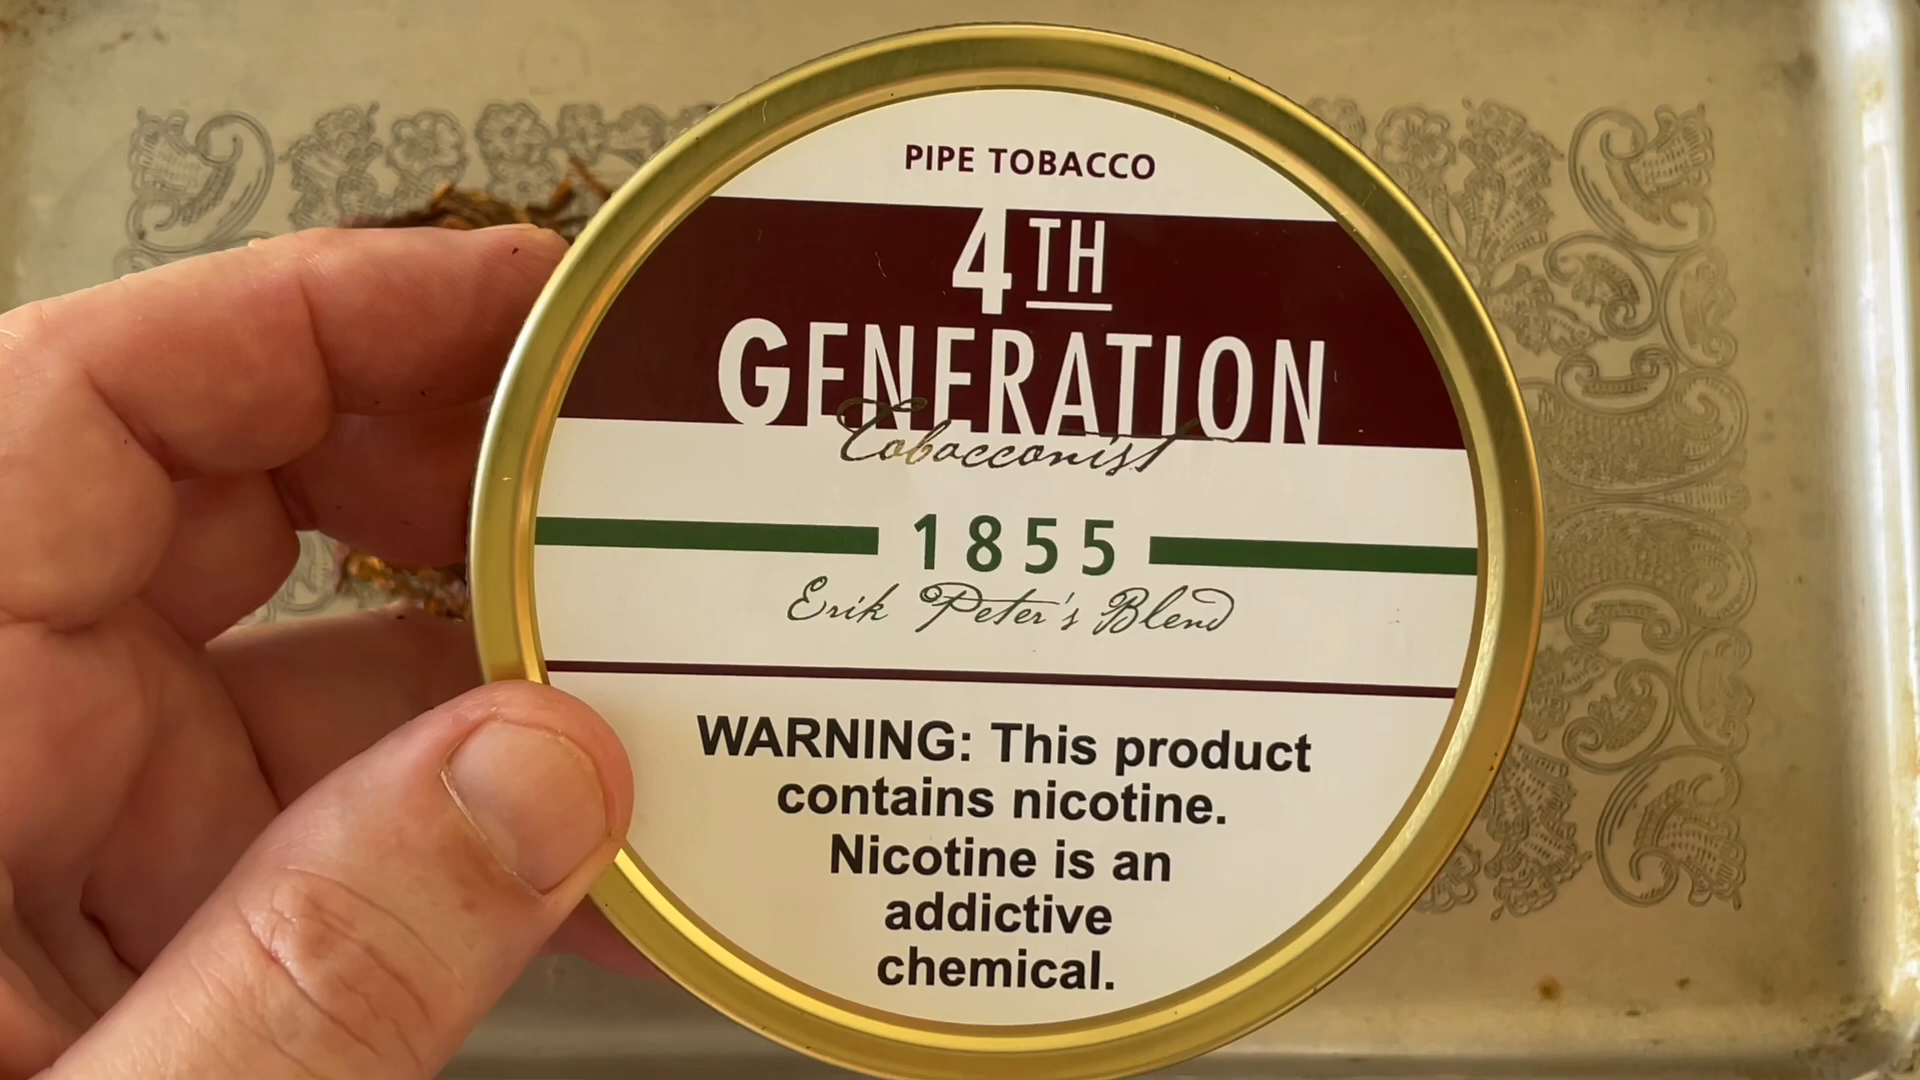 PIPE TOBACCO
4TH
GENERATION
Tobacconist
1855
Erik Peter's Blend
WARNING: This product
contains nicotine.
Nicotine is an
addictive
chemical.